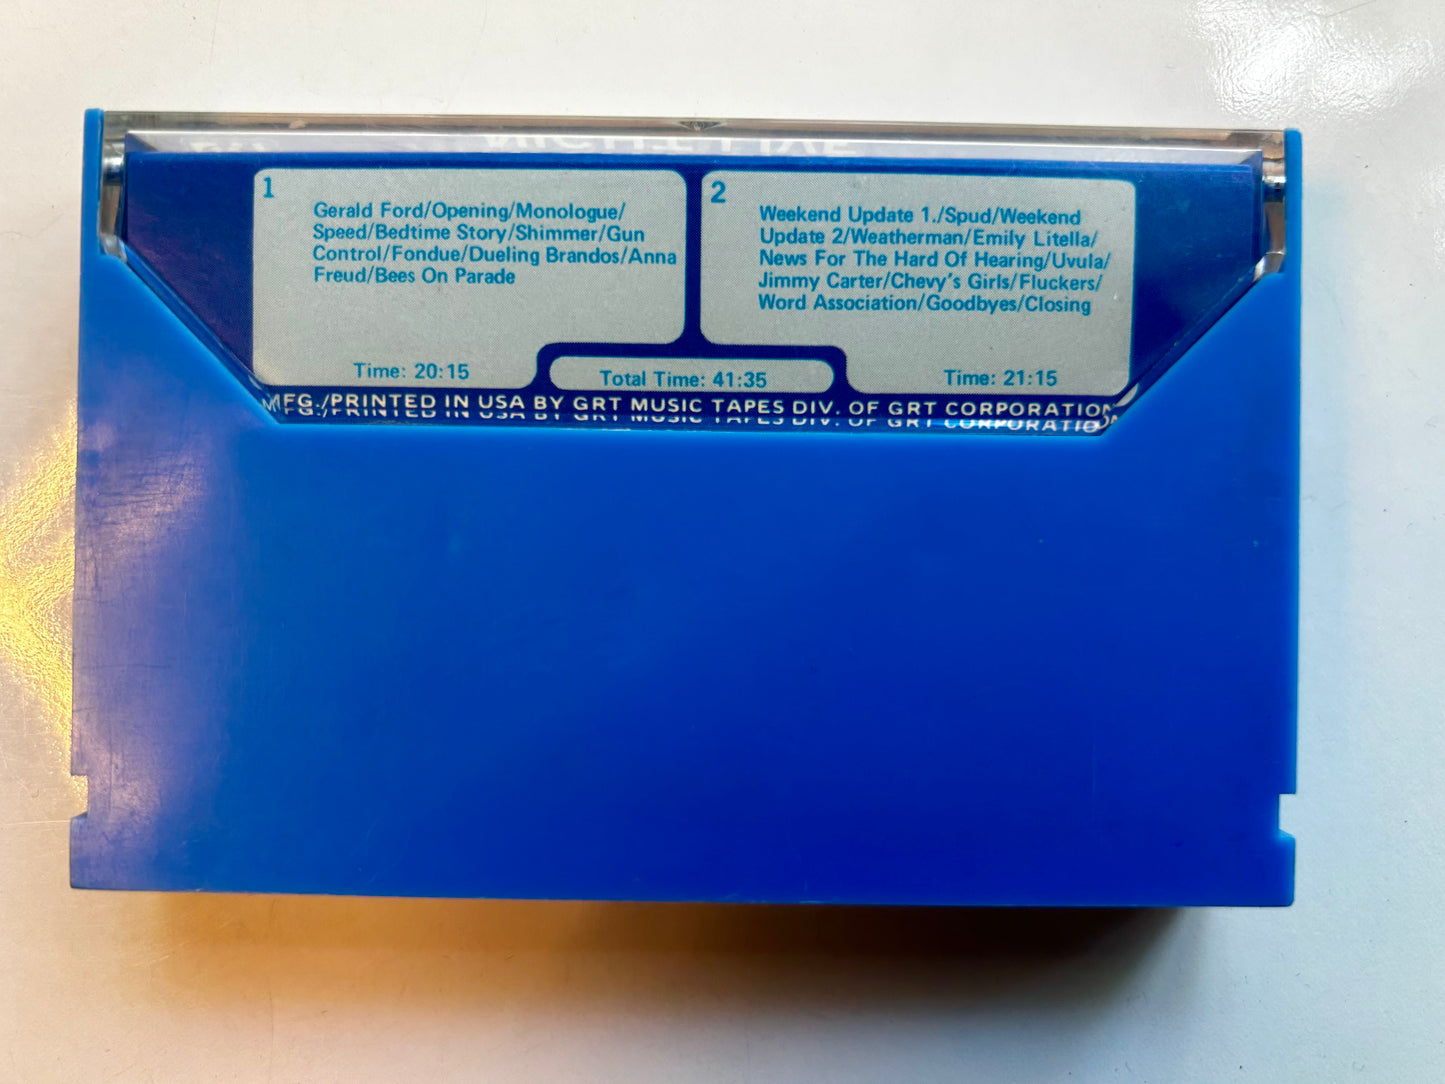 NIGHT LIVE
1
Gerald Ford/Opening/Monologue/
Speed/Bedtime Story/Shimmer/Gun
Control/Fondue/Dueling Brandos/Anna
Freud/Bees On Parade
Time: 20:15
2
Weekend Update 1./Spud/Weekend
Update 2/Weatherman/Emily Litella/
News For The Hard Of Hearing/Uvula/
Jimmy Carter/Chevy's Girls/Fluckers/
Word Association/Goodbyes/Closing
Time: 21:15
Total Time: 41:35
MFG./PRINTED IN USA BY GRT MUSIC TAPES DIV. OF GRT CORPORATION